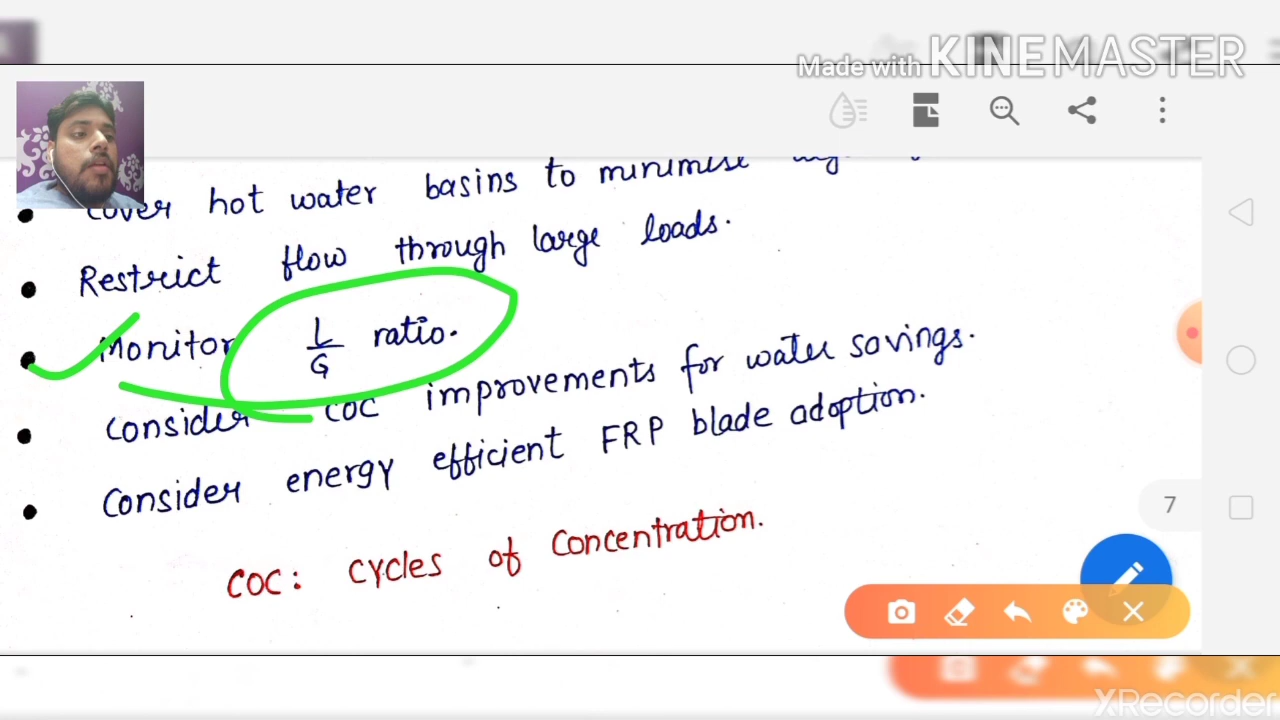 Made with KINEMASTER
Cover hot water basins to minimise
Restrict flow through large loads.
Monitor L/G ratio.
Consider COC improvements for water savings.
Consider energy efficient FRP blade adoption.
COC: Cycles of Concentration.
7
XRecorder